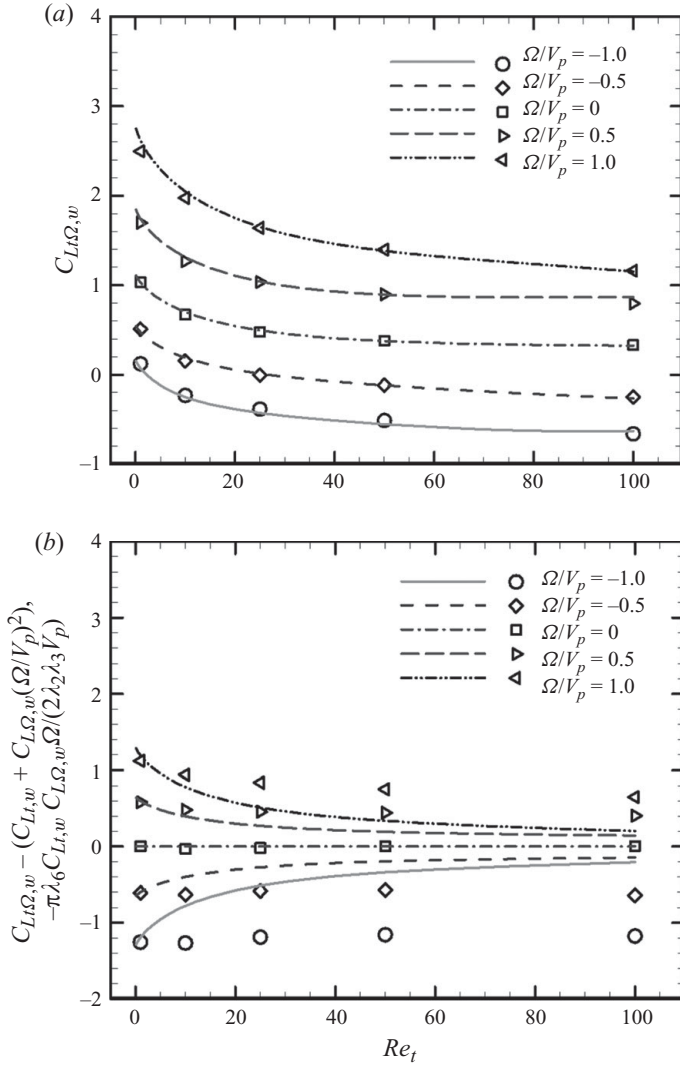 (a)
4
3
2
1
0
–1
C_{LtΩ,w}
Ω/V_p = –1.0
Ω/V_p = –0.5
Ω/V_p = 0
Ω/V_p = 0.5
Ω/V_p = 1.0
0 20 40 60 80 100
(b)
4
3
2
1
0
–1
–2
C_{LtΩ,w} – (C_{Lt,w} + C_{LΩ,w}(Ω/V_p)^2),
–πλ_6C_{Lt,w} C_{LΩ,w}Ω/(2λ_2λ_3V_p)
Ω/V_p = –1.0
Ω/V_p = –0.5
Ω/V_p = 0
Ω/V_p = 0.5
Ω/V_p = 1.0
0 20 40 60 80 100
Re_t